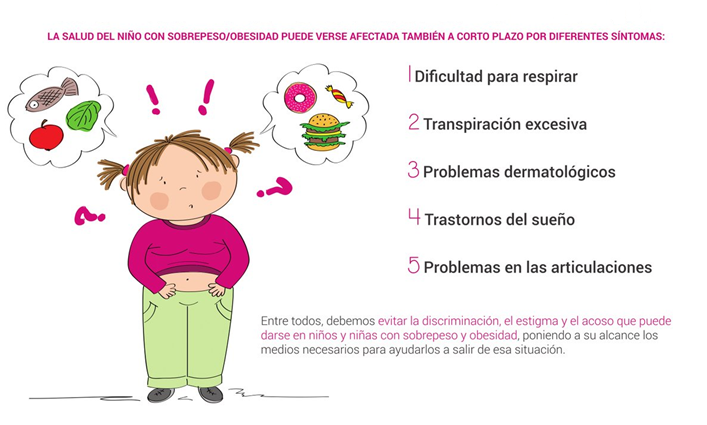 LA SALUD DEL NIÑO CON SOBREPESO/OBESIDAD PUEDE VERSE AFECTADA TAMBIÉN A CORTO PLAZO POR DIFERENTES SÍNTOMAS:
! !
? ?
1 Dificultad para respirar
2 Transpiración excesiva
3 Problemas dermatológicos
4 Trastornos del sueño
5 Problemas en las articulaciones
Entre todos, debemos evitar la discriminación, el estigma y el acoso que puede
darse en niños y niñas con sobrepeso y obesidad, poniendo a su alcance los
medios necesarios para ayudarlos a salir de esa situación.